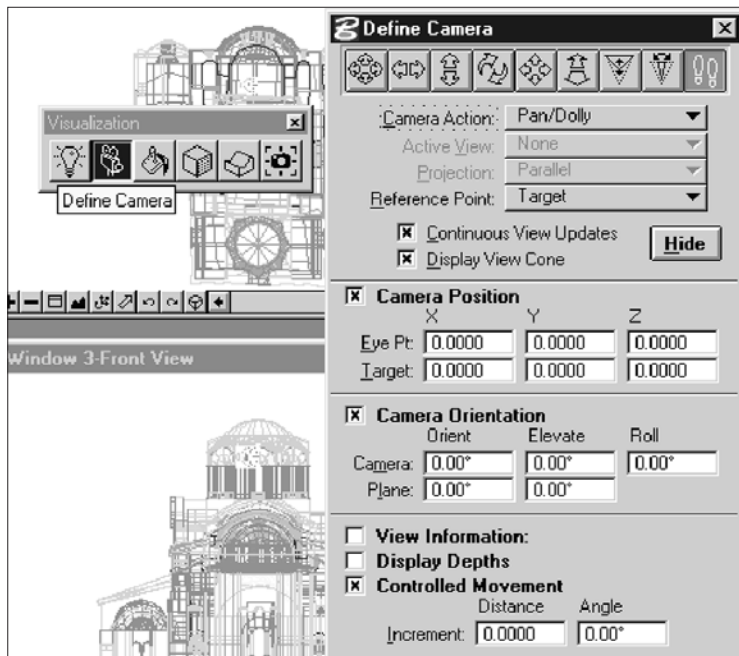 Visualization
Define Camera
Window 3-Front View
Define Camera
Camera Action: Pan/Dolly
Active View: None
Projection: Parallel
Reference Point: Target
Continuous View Updates
Display View Cone
Hide
Camera Position
X Y Z
Eye Pt: 0.0000 0.0000 0.0000
Target: 0.0000 0.0000 0.0000
Camera Orientation
Orient Elevate Roll
Camera: 0.00° 0.00° 0.00°
Plane: 0.00° 0.00°
View Information:
Display Depths
Controlled Movement
Distance Angle
Increment: 0.0000 0.00°